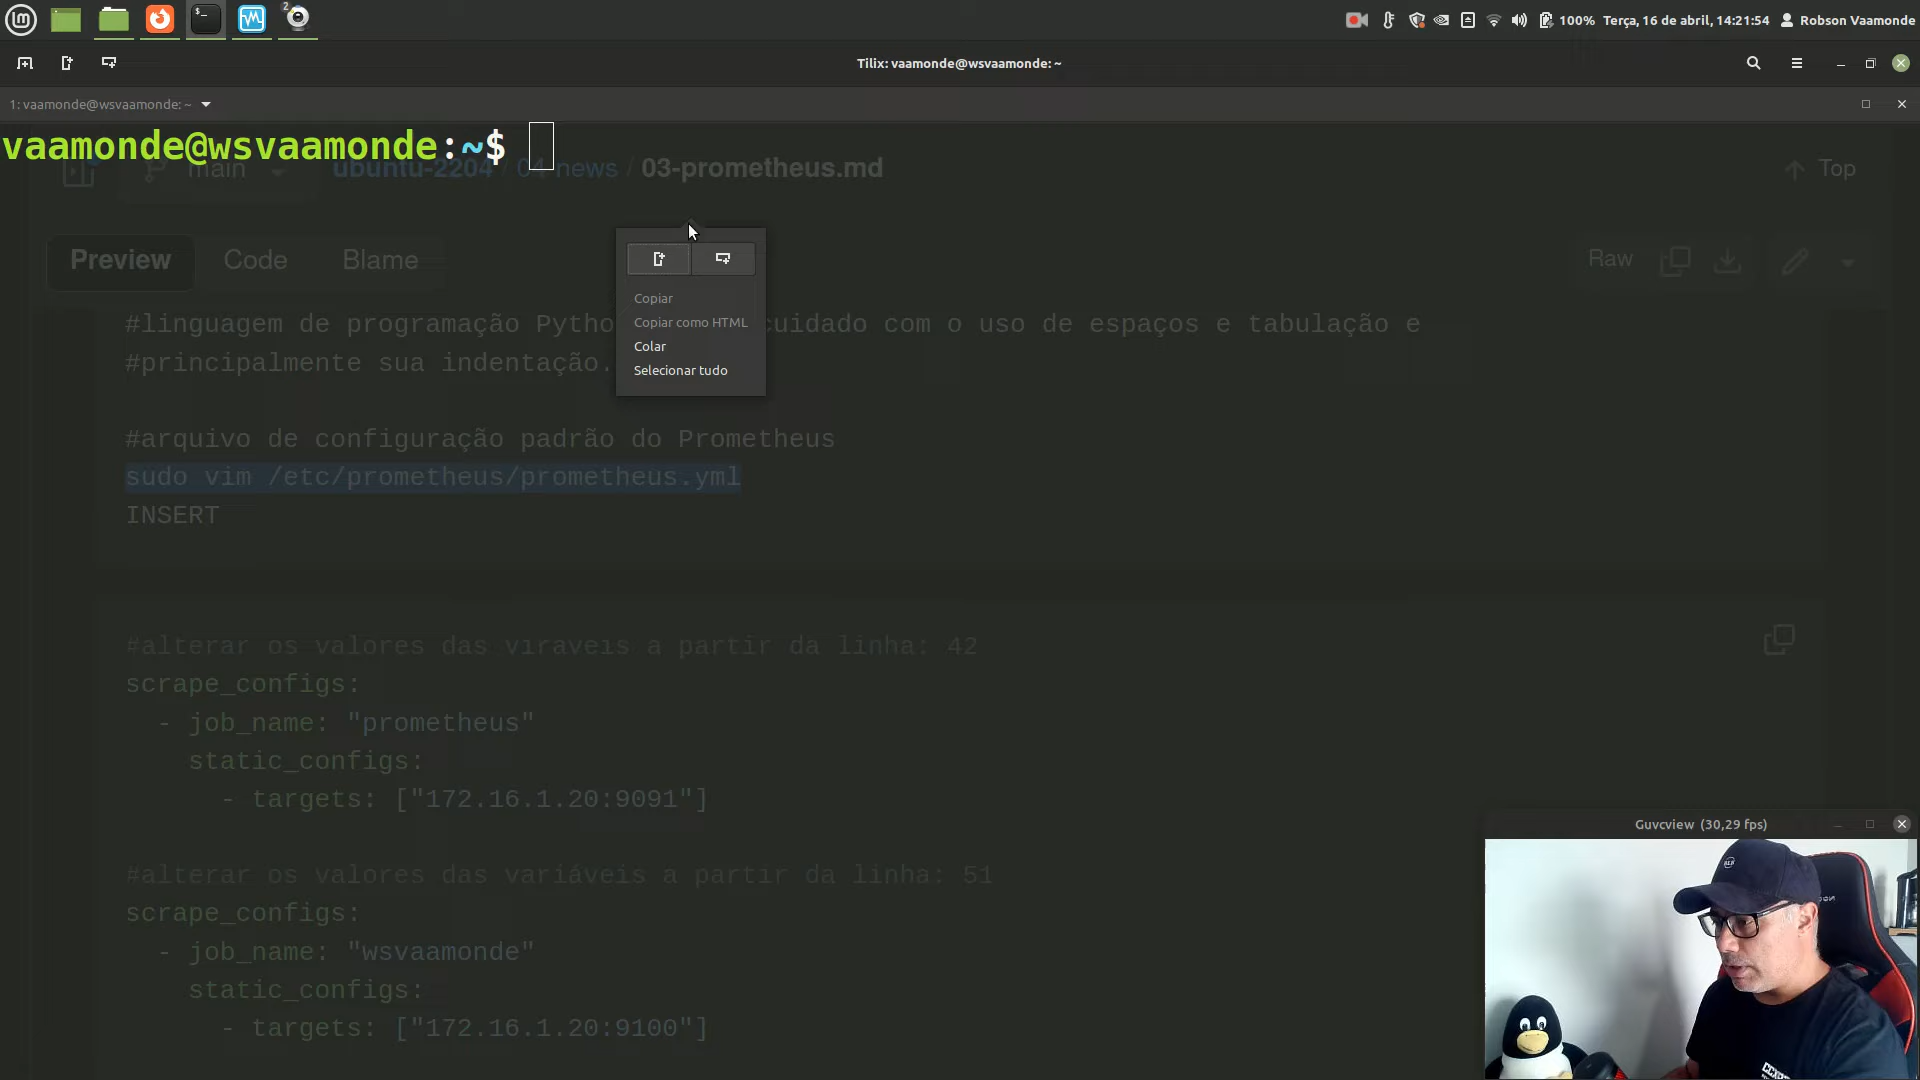 2
100% Terça, 16 de abril, 14:21:54 Robson Vaamonde
Tilix: vaamonde@wsvaamonde: ~
1: vaamonde@wsvaamonde: ~
vaamonde@wsvaamonde:~$
main ubuntu-2204 / 04-news / 03-prometheus.md Top
Preview Code Blame Raw
Copiar
Copiar como HTML
Colar
Selecionar tudo
#linguagem de programação cuidado com o uso de espaços e tabulação e
#principalmente sua indentação.
#arquivo de configuração padrão do Prometheus
sudo vim /etc/prometheus/prometheus.yml
INSERT
#alterar os valores das viraveis a partir da linha: 42
scrape_configs:
- job_name: "prometheus"
static_configs:
- targets: ["172.16.1.20:9091"]
#alterar os valores das variáveis a partir da linha: 51
scrape_configs:
- job_name: "wsvaamonde"
static_configs:
- targets: ["172.16.1.20:9100"]
Guvcview (30,29 fps)